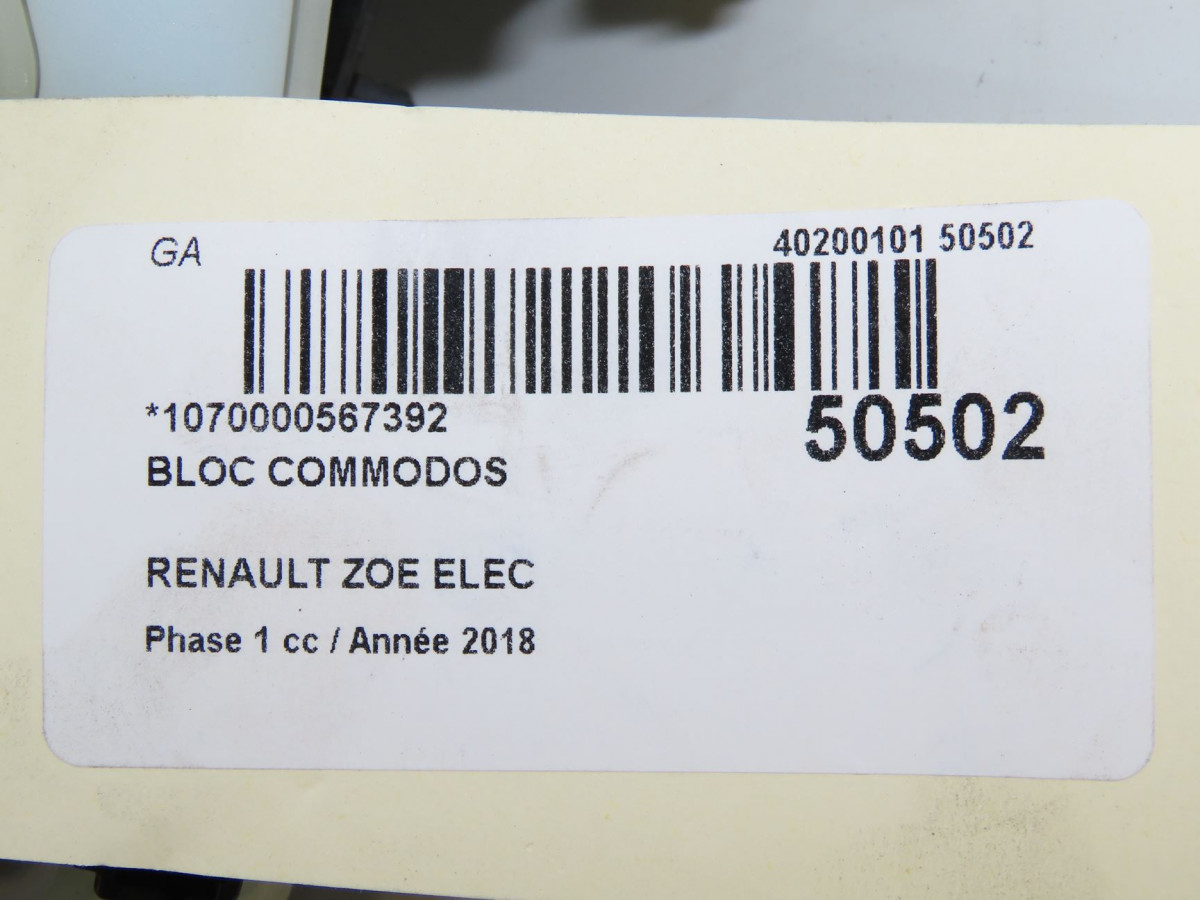 GA 40200101 50502
*1070000567392 50502
BLOC COMMODOS
RENAULT ZOE ELEC
Phase 1 cc / Année 2018